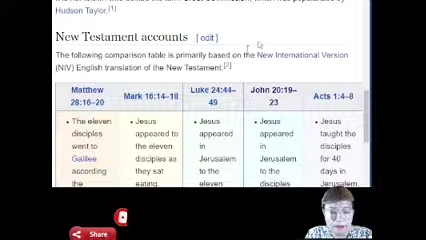 Hudson Taylor.[1]
New Testament accounts [ edit ]
The following comparison table is primarily based on the New International Version
(NIV) English translation of the New Testament.[2]
Matthew
28:16–20
Mark 16:14–18
Luke 24:44–
49
John 20:19–
23
Acts 1:4–8
• The eleven
disciples
went to
Galilee
according
the
• Jesus
appeared to
the eleven
disciples as
they sat
eating.
• Jesus
appeared
in
Jerusalem
to the
eleven
• Jesus
appeared
in
Jerusalem
to the
disciples
• Jesus
taught the
disciples
for 40
days in
Jerusalem
Share